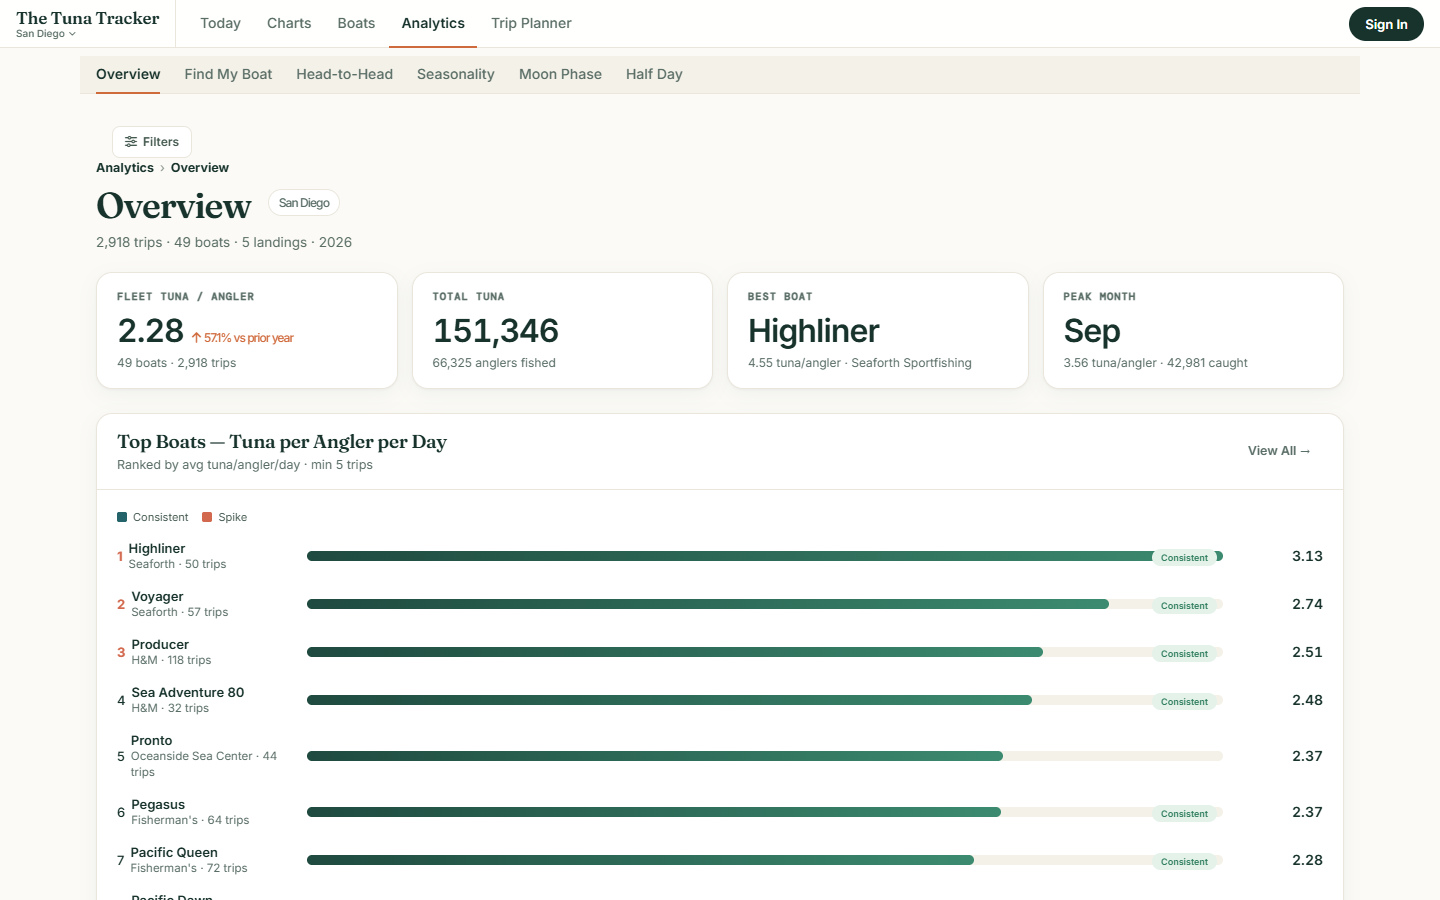 The Tuna Tracker
San Diego
Today Charts Boats Analytics Trip Planner
Sign In
Overview Find My Boat Head-to-Head Seasonality Moon Phase Half Day
Filters
Analytics › Overview
Overview San Diego
2,918 trips · 49 boats · 5 landings · 2026
FLEET TUNA / ANGLER
2.28 ↑ 57.1% vs prior year
49 boats · 2,918 trips
TOTAL TUNA
151,346
66,325 anglers fished
BEST BOAT
Highliner
4.55 tuna/angler · Seaforth Sportfishing
PEAK MONTH
Sep
3.56 tuna/angler · 42,981 caught
Top Boats — Tuna per Angler per Day
Ranked by avg tuna/angler/day · min 5 trips
View All →
Consistent Spike
1 Highliner
Seaforth · 50 trips
Consistent
3.13
2 Voyager
Seaforth · 57 trips
Consistent
2.74
3 Producer
H&M · 118 trips
Consistent
2.51
4 Sea Adventure 80
H&M · 32 trips
Consistent
2.48
5 Pronto
Oceanside Sea Center · 44
trips
2.37
6 Pegasus
Fisherman's · 64 trips
Consistent
2.37
7 Pacific Queen
Fisherman's · 72 trips
Consistent
2.28
Pacific Dawn